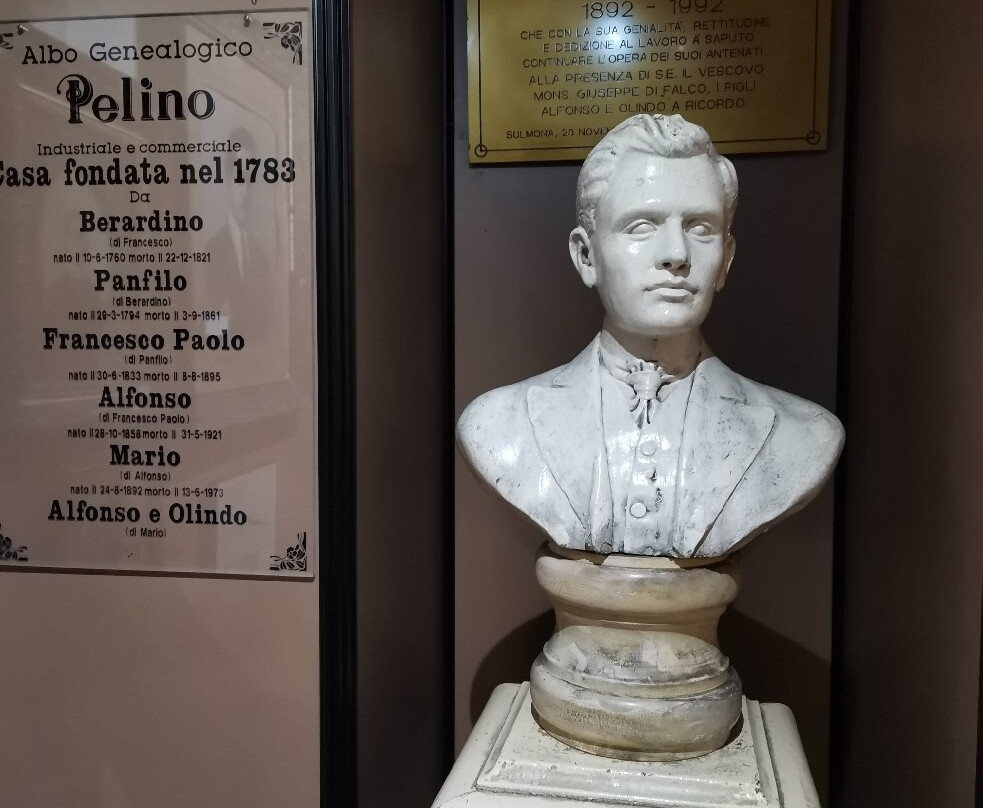 Albo Genealogico
Pelino
Industriale e commerciale
Casa fondata nel 1783
Da
Berardino
(di Francesco)
nato il 10-6-1760 morto il 22-12-1821
Panfilo
(di Berardino)
nato il 29-3-1794 morto il 3-9-1861
Francesco Paolo
(di Panfilo)
nato il 30-6-1833 morto il 8-8-1895
Alfonso
(di Francesco Paolo)
nato il 28-10-1858 morto il 31-5-1921
Mario
(di Alfonso)
nato il 24-8-1892 morto il 13-6-1973
Alfonso e Olindo
(di Mario)
1892 - 1992
CHE CON LA SUA GENIALITA', RETTITUDINE
E DEDIZIONE AL LAVORO A SAPUTO
CONTINUARE L'OPERA DEI SUOI ANTENATI.
ALLA PRESENZA DI S.E. IL VESCOVO
MONS. GIUSEPPE DI FALCO, I FIGLI
ALFONSO E OLINDO A RICORDO.
SULMONA, 23 NOVE